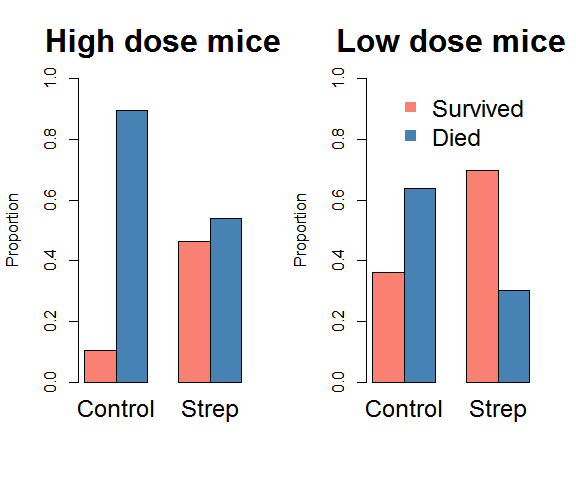 High dose mice
Proportion
1.0
0.8
0.6
0.4
0.2
0.0
Control Strep
Low dose mice
Proportion
1.0
0.8
0.6
0.4
0.2
0.0
Survived
Died
Control Strep